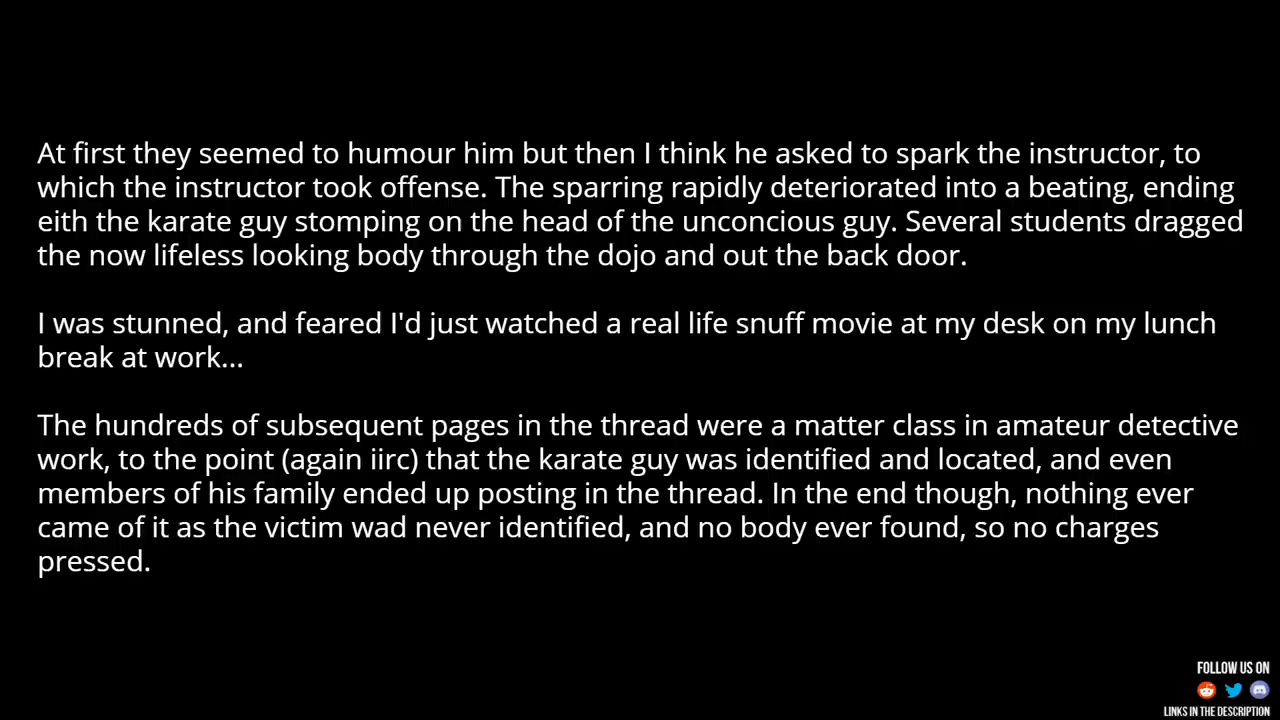 At first they seemed to humour him but then I think he asked to spark the instructor, to
which the instructor took offense. The sparring rapidly deteriorated into a beating, ending
eith the karate guy stomping on the head of the unconcious guy. Several students dragged
the now lifeless looking body through the dojo and out the back door.
I was stunned, and feared I'd just watched a real life snuff movie at my desk on my lunch
break at work...
The hundreds of subsequent pages in the thread were a matter class in amateur detective
work, to the point (again iirc) that the karate guy was identified and located, and even
members of his family ended up posting in the thread. In the end though, nothing ever
came of it as the victim wad never identified, and no body ever found, so no charges
pressed.
FOLLOW US ON
LINKS IN THE DESCRIPTION